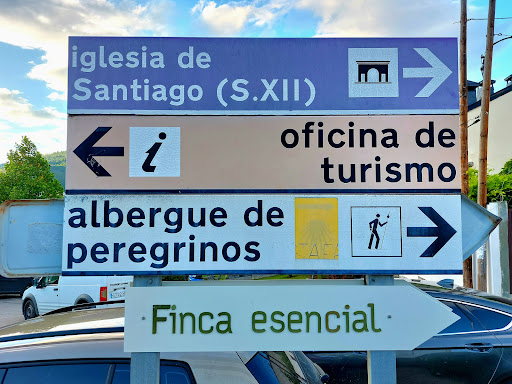 iglesia de
Santiago (S.XII)
i
oficina de
turismo
albergue de
peregrinos
Finca esencial